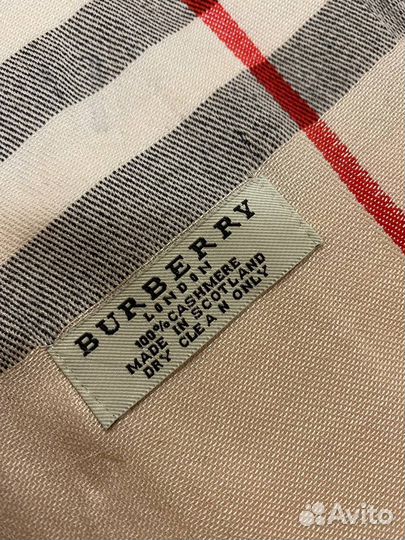 BURBERRY
LONDON
100% CASHMERE
MADE IN SCOTLAND
DRY CLEAN ONLY
Avito